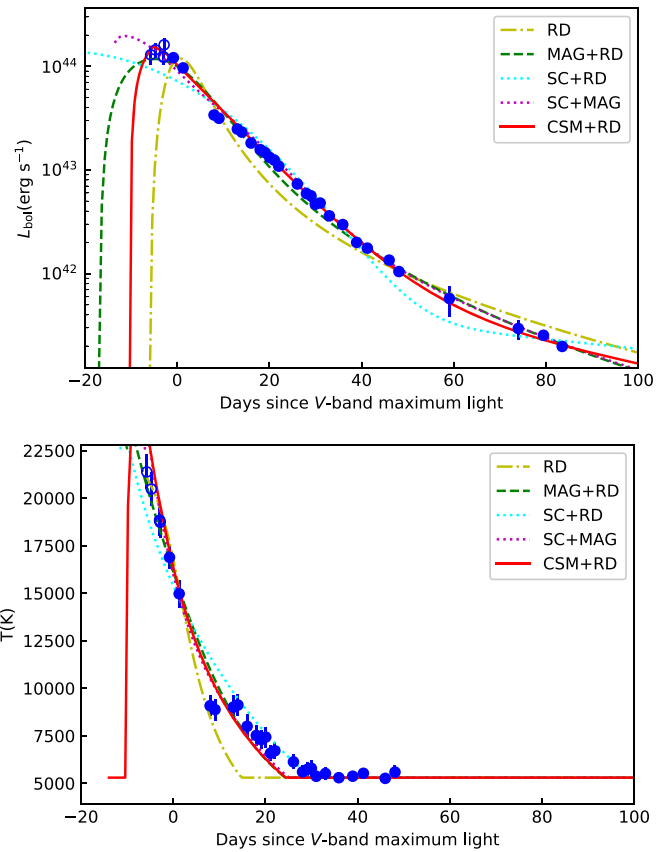 10^44
10^43
10^42
L_bol(erg s^-1)
RD
MAG+RD
SC+RD
SC+MAG
CSM+RD
-20 0 20 40 60 80 100
Days since V-band maximum light
22500
20000
17500
15000
12500
10000
7500
5000
T(K)
RD
MAG+RD
SC+RD
SC+MAG
CSM+RD
-20 0 20 40 60 80 100
Days since V-band maximum light